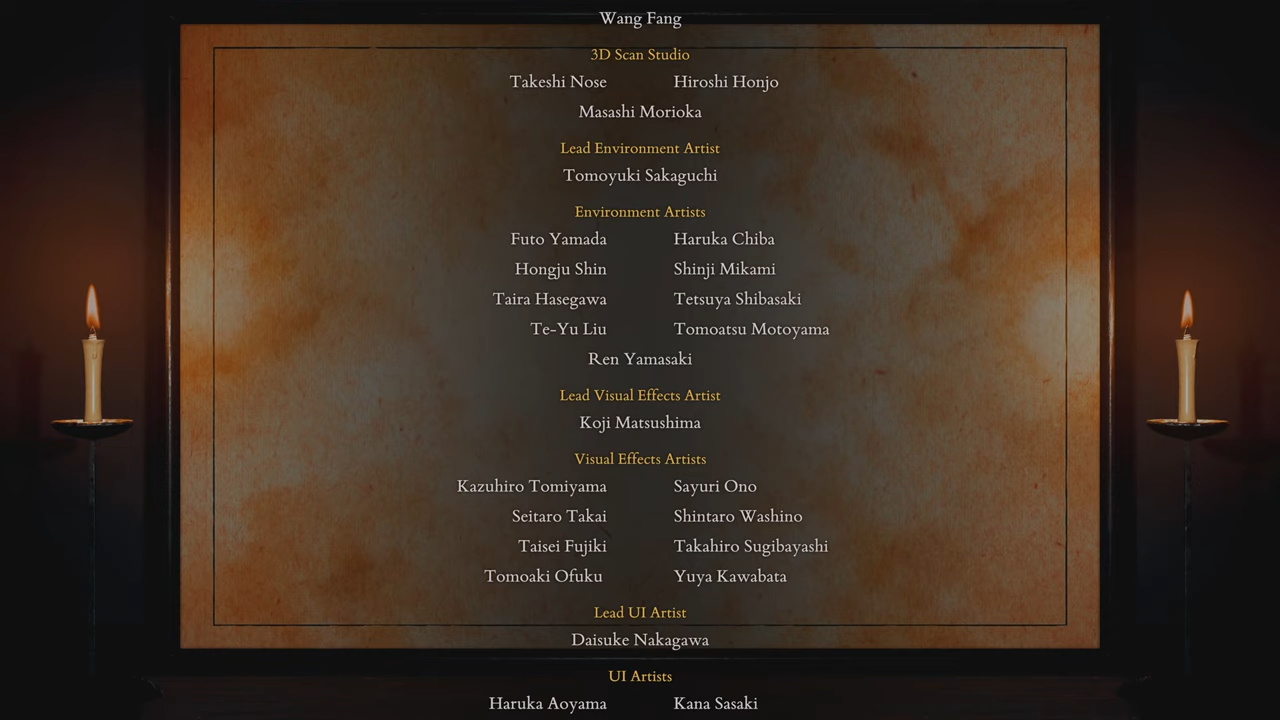 Wang Fang
3D Scan Studio
Takeshi Nose Hiroshi Honjo
Masashi Morioka
Lead Environment Artist
Tomoyuki Sakaguchi
Environment Artists
Futo Yamada Haruka Chiba
Hongju Shin Shinji Mikami
Taira Hasegawa Tetsuya Shibasaki
Te-Yu Liu Tomoatsu Motoyama
Ren Yamasaki
Lead Visual Effects Artist
Koji Matsushima
Visual Effects Artists
Kazuhiro Tomiyama Sayuri Ono
Seitaro Takai Shintaro Washino
Taisei Fujiki Takahiro Sugibayashi
Tomoaki Ofuku Yuya Kawabata
Lead UI Artist
Daisuke Nakagawa
UI Artists
Haruka Aoyama Kana Sasaki